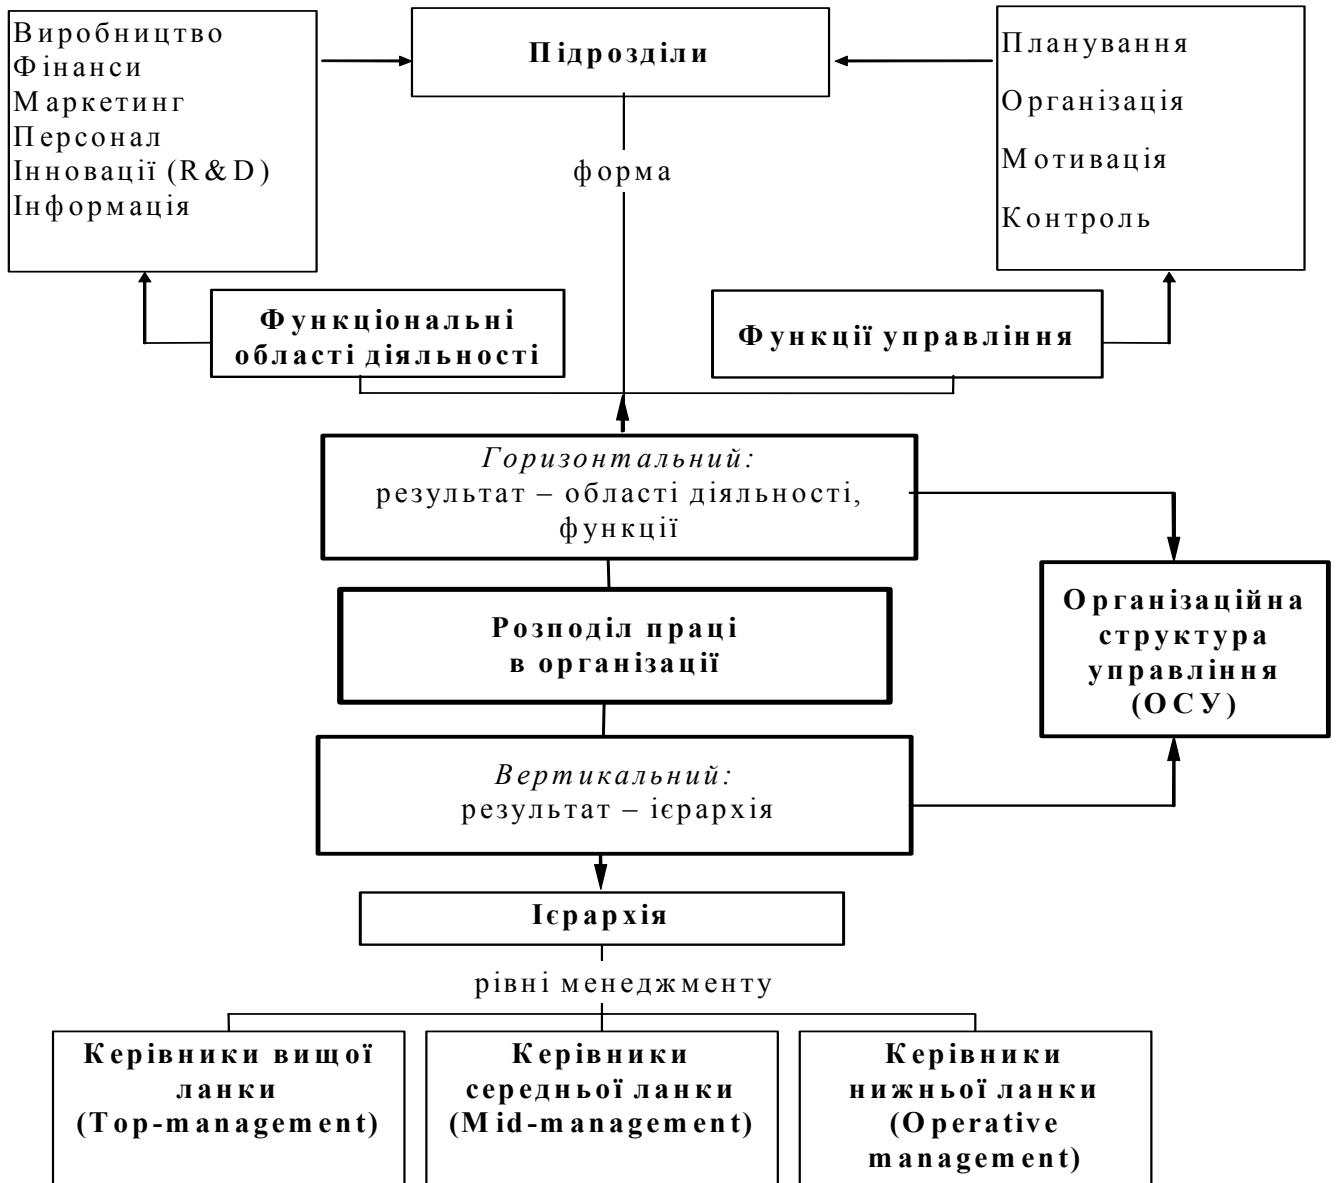 Виробництво
Фінанси
Маркетинг
Персонал
Інновації (R&D)
Інформація
Підрозділи
Планування
Організація
Мотивація
Контроль
форма
Функціональні
області діяльності
Функції управління
Горизонтальний:
результат – області діяльності,
функції
Розподіл праці
в організації
Організаційна
структура
управління
(ОСУ)
Вертикальний:
результат – ієрархія
Ієрархія
рівні менеджменту
Керівники вищої
ланки
(Top-management)
Керівники
середньої ланки
(Mid-management)
Керівники
нижньої ланки
(Operative
management)